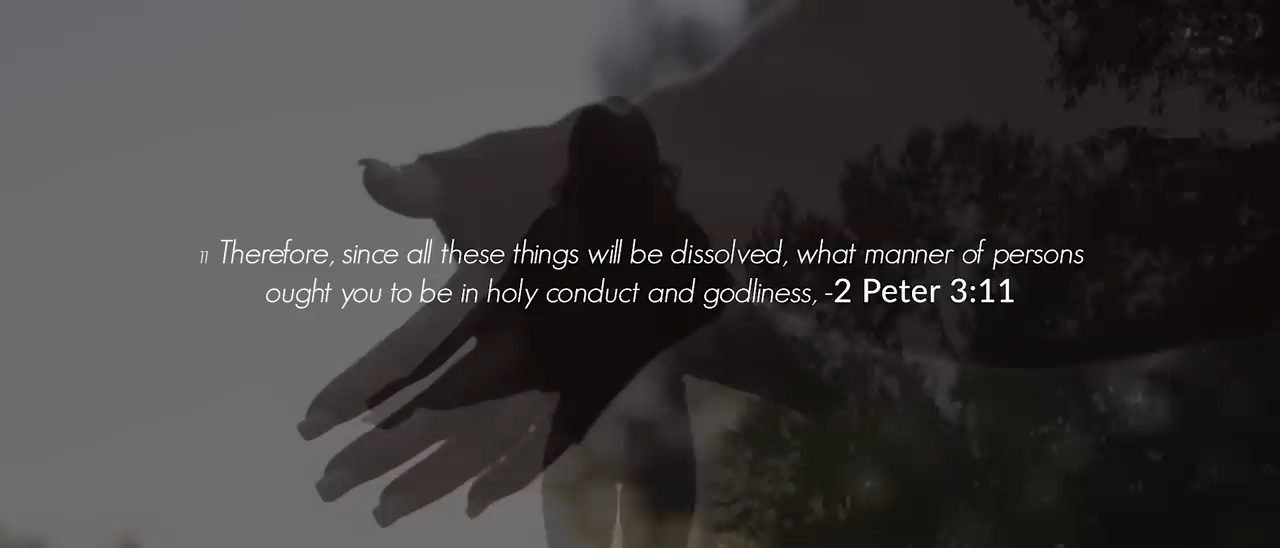 11 Therefore, since all these things will be dissolved, what manner of persons
ought you to be in holy conduct and godliness, -2 Peter 3:11